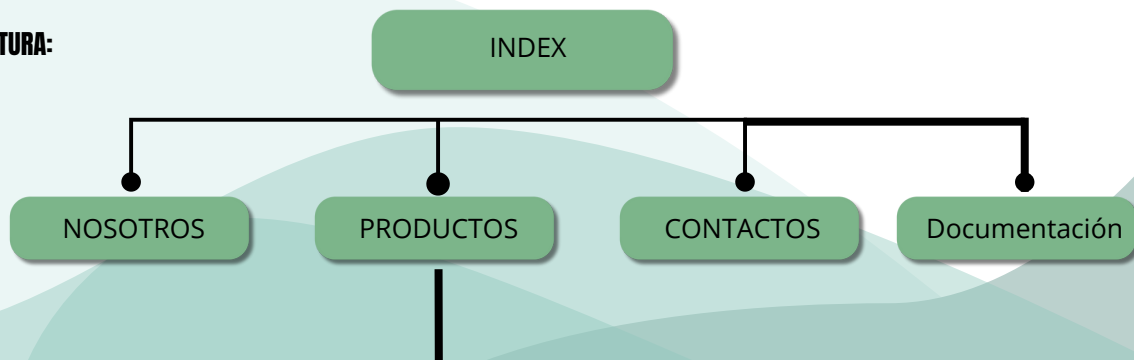 TURA:
INDEX
NOSOTROS
PRODUCTOS
CONTACTOS
Documentación